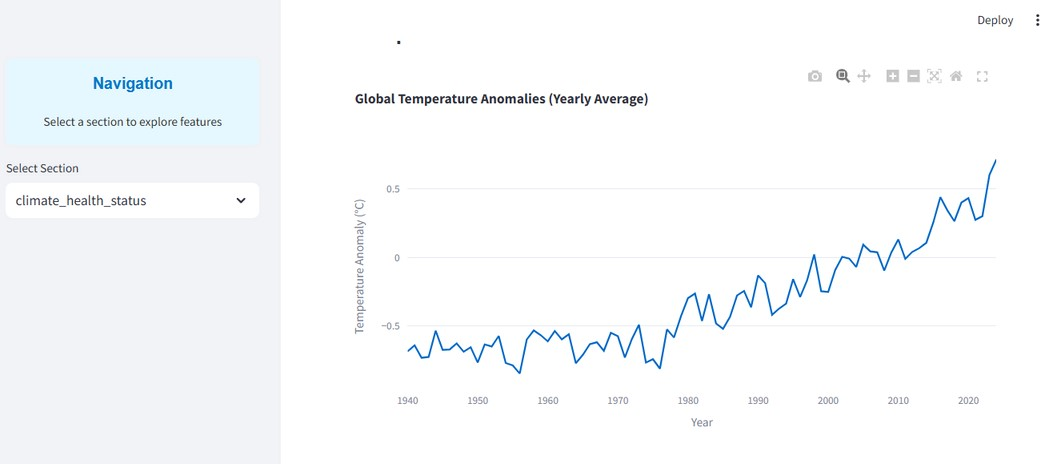 Deploy
Navigation
Select a section to explore features
Select Section
climate_health_status
Global Temperature Anomalies (Yearly Average)
Temperature Anomaly (°C)
0.5
0
−0.5
1940 1950 1960 1970 1980 1990 2000 2010 2020
Year